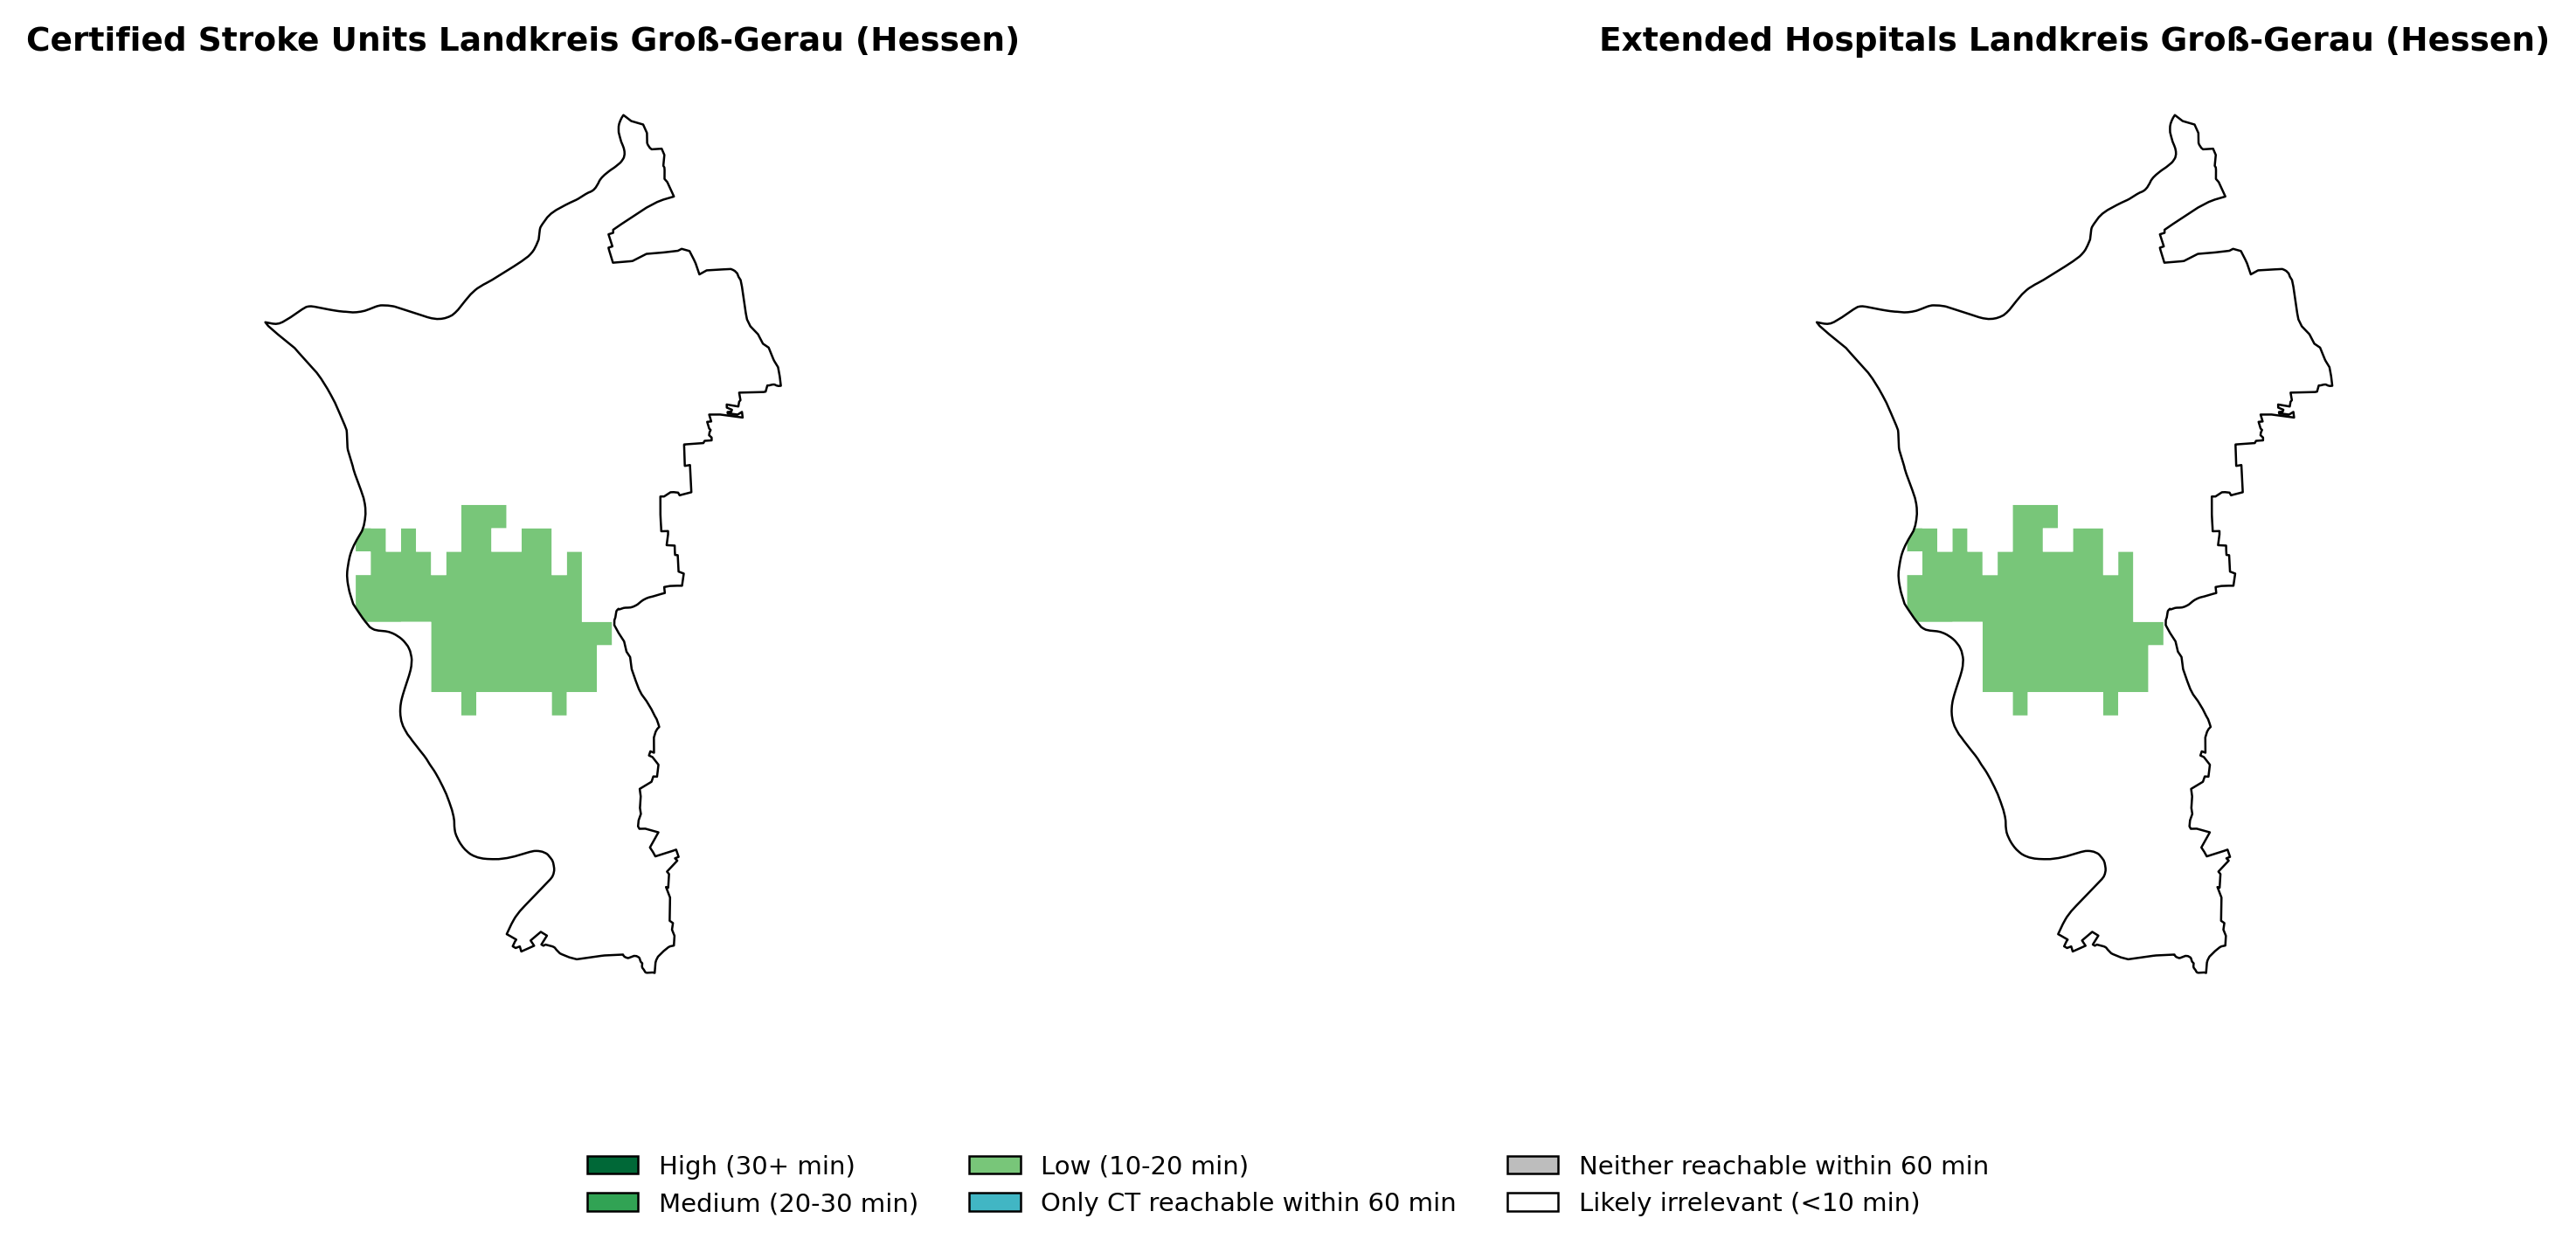 Certified Stroke Units Landkreis Groß-Gerau (Hessen)
Extended Hospitals Landkreis Groß-Gerau (Hessen)
High (30+ min)
Medium (20-30 min)
Low (10-20 min)
Only CT reachable within 60 min
Neither reachable within 60 min
Likely irrelevant (<10 min)